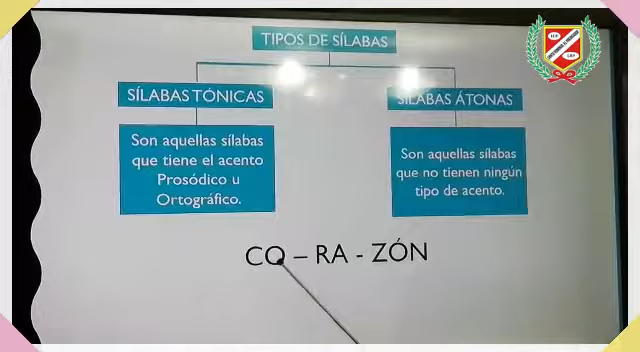 TIPOS DE SÍLABAS
SÍLABAS TÓNICAS
SÍLABAS ÁTONAS
Son aquellas sílabas
que tiene el acento
Prosódico u
Ortográfico.
Son aquellas sílabas
que no tienen ningún
tipo de acento.
CO – RA - ZÓN